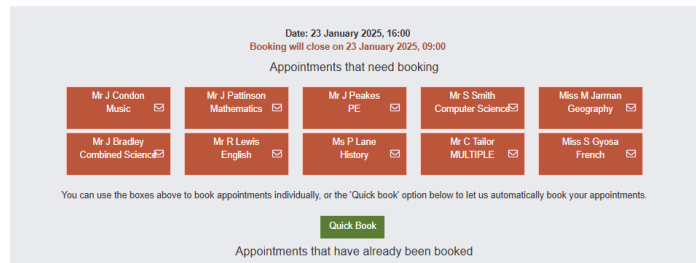 Date: 23 January 2025, 16:00
Booking will close on 23 January 2025, 09:00
Appointments that need booking
Mr J Condon
Music
Mr J Pattinson
Mathematics
Mr J Peakes
PE
Mr S Smith
Computer Science
Miss M Jarman
Geography
Mr J Bradley
Combined Science
Mr R Lewis
English
Ms P Lane
History
Mr C Tailor
MULTIPLE
Miss S Gyosa
French
You can use the boxes above to book appointments individually, or the 'Quick book' option below to let us automatically book your appointments.
Quick Book
Appointments that have already been booked